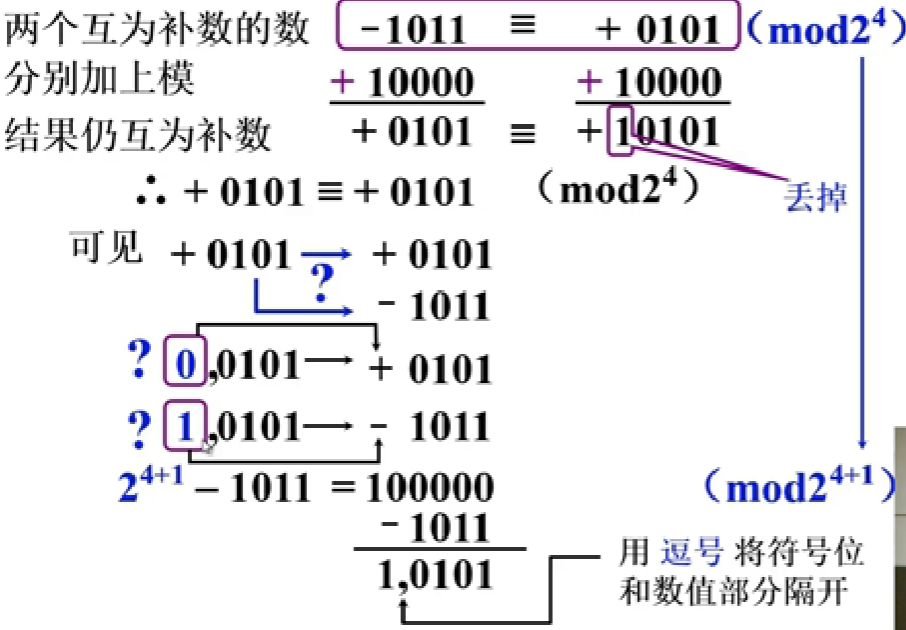 两个互为补数的数 -1011 ≡ + 0101 (mod2⁴)
分别加上模 + 10000 + 10000
结果仍互为补数 + 0101 ≡ + 10101
丢掉
∴ + 0101 ≡ + 0101 (mod2⁴)
可见 + 0101 → + 0101
? - 1011
? 0,0101 → + 0101
? 1,0101 → - 1011
2⁴⁺¹ - 1011 = 100000 (mod2⁴⁺¹)
- 1011
1,0101
用 逗号 将符号位
和数值部分隔开